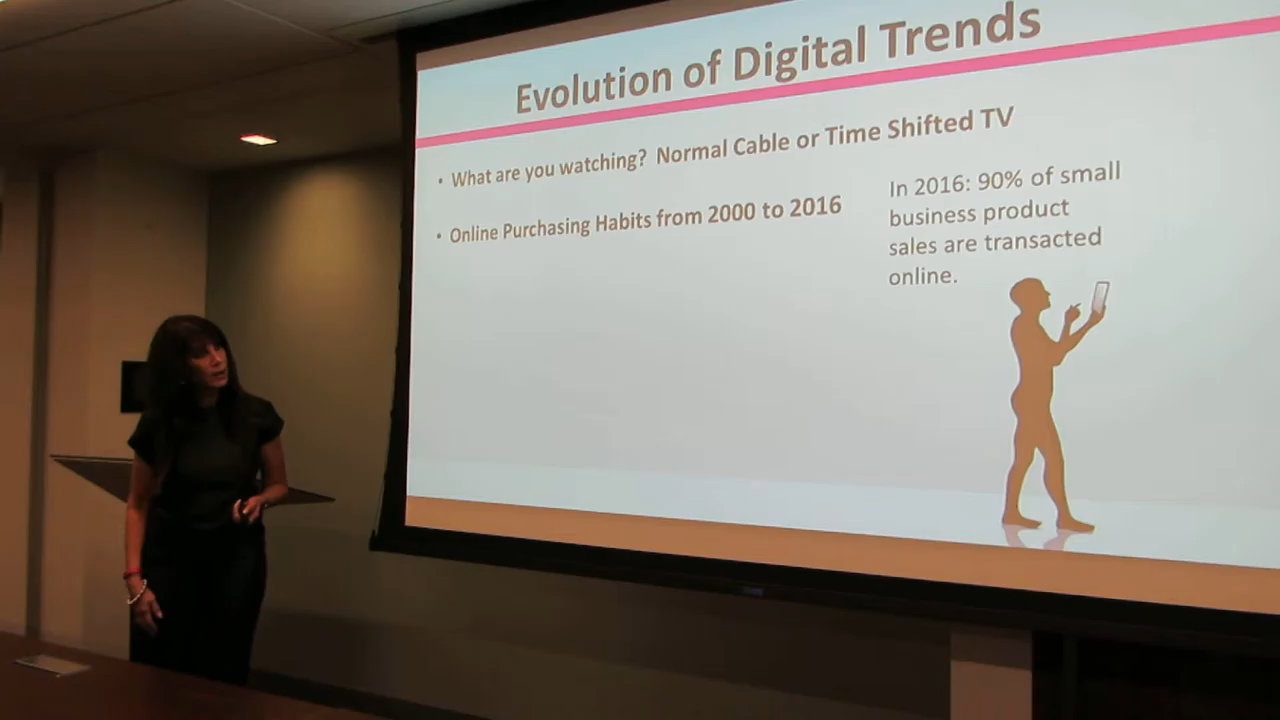 Evolution of Digital Trends
• What are you watching? Normal Cable or Time Shifted TV
• Online Purchasing Habits from 2000 to 2016
In 2016: 90% of small
business product
sales are transacted
online.